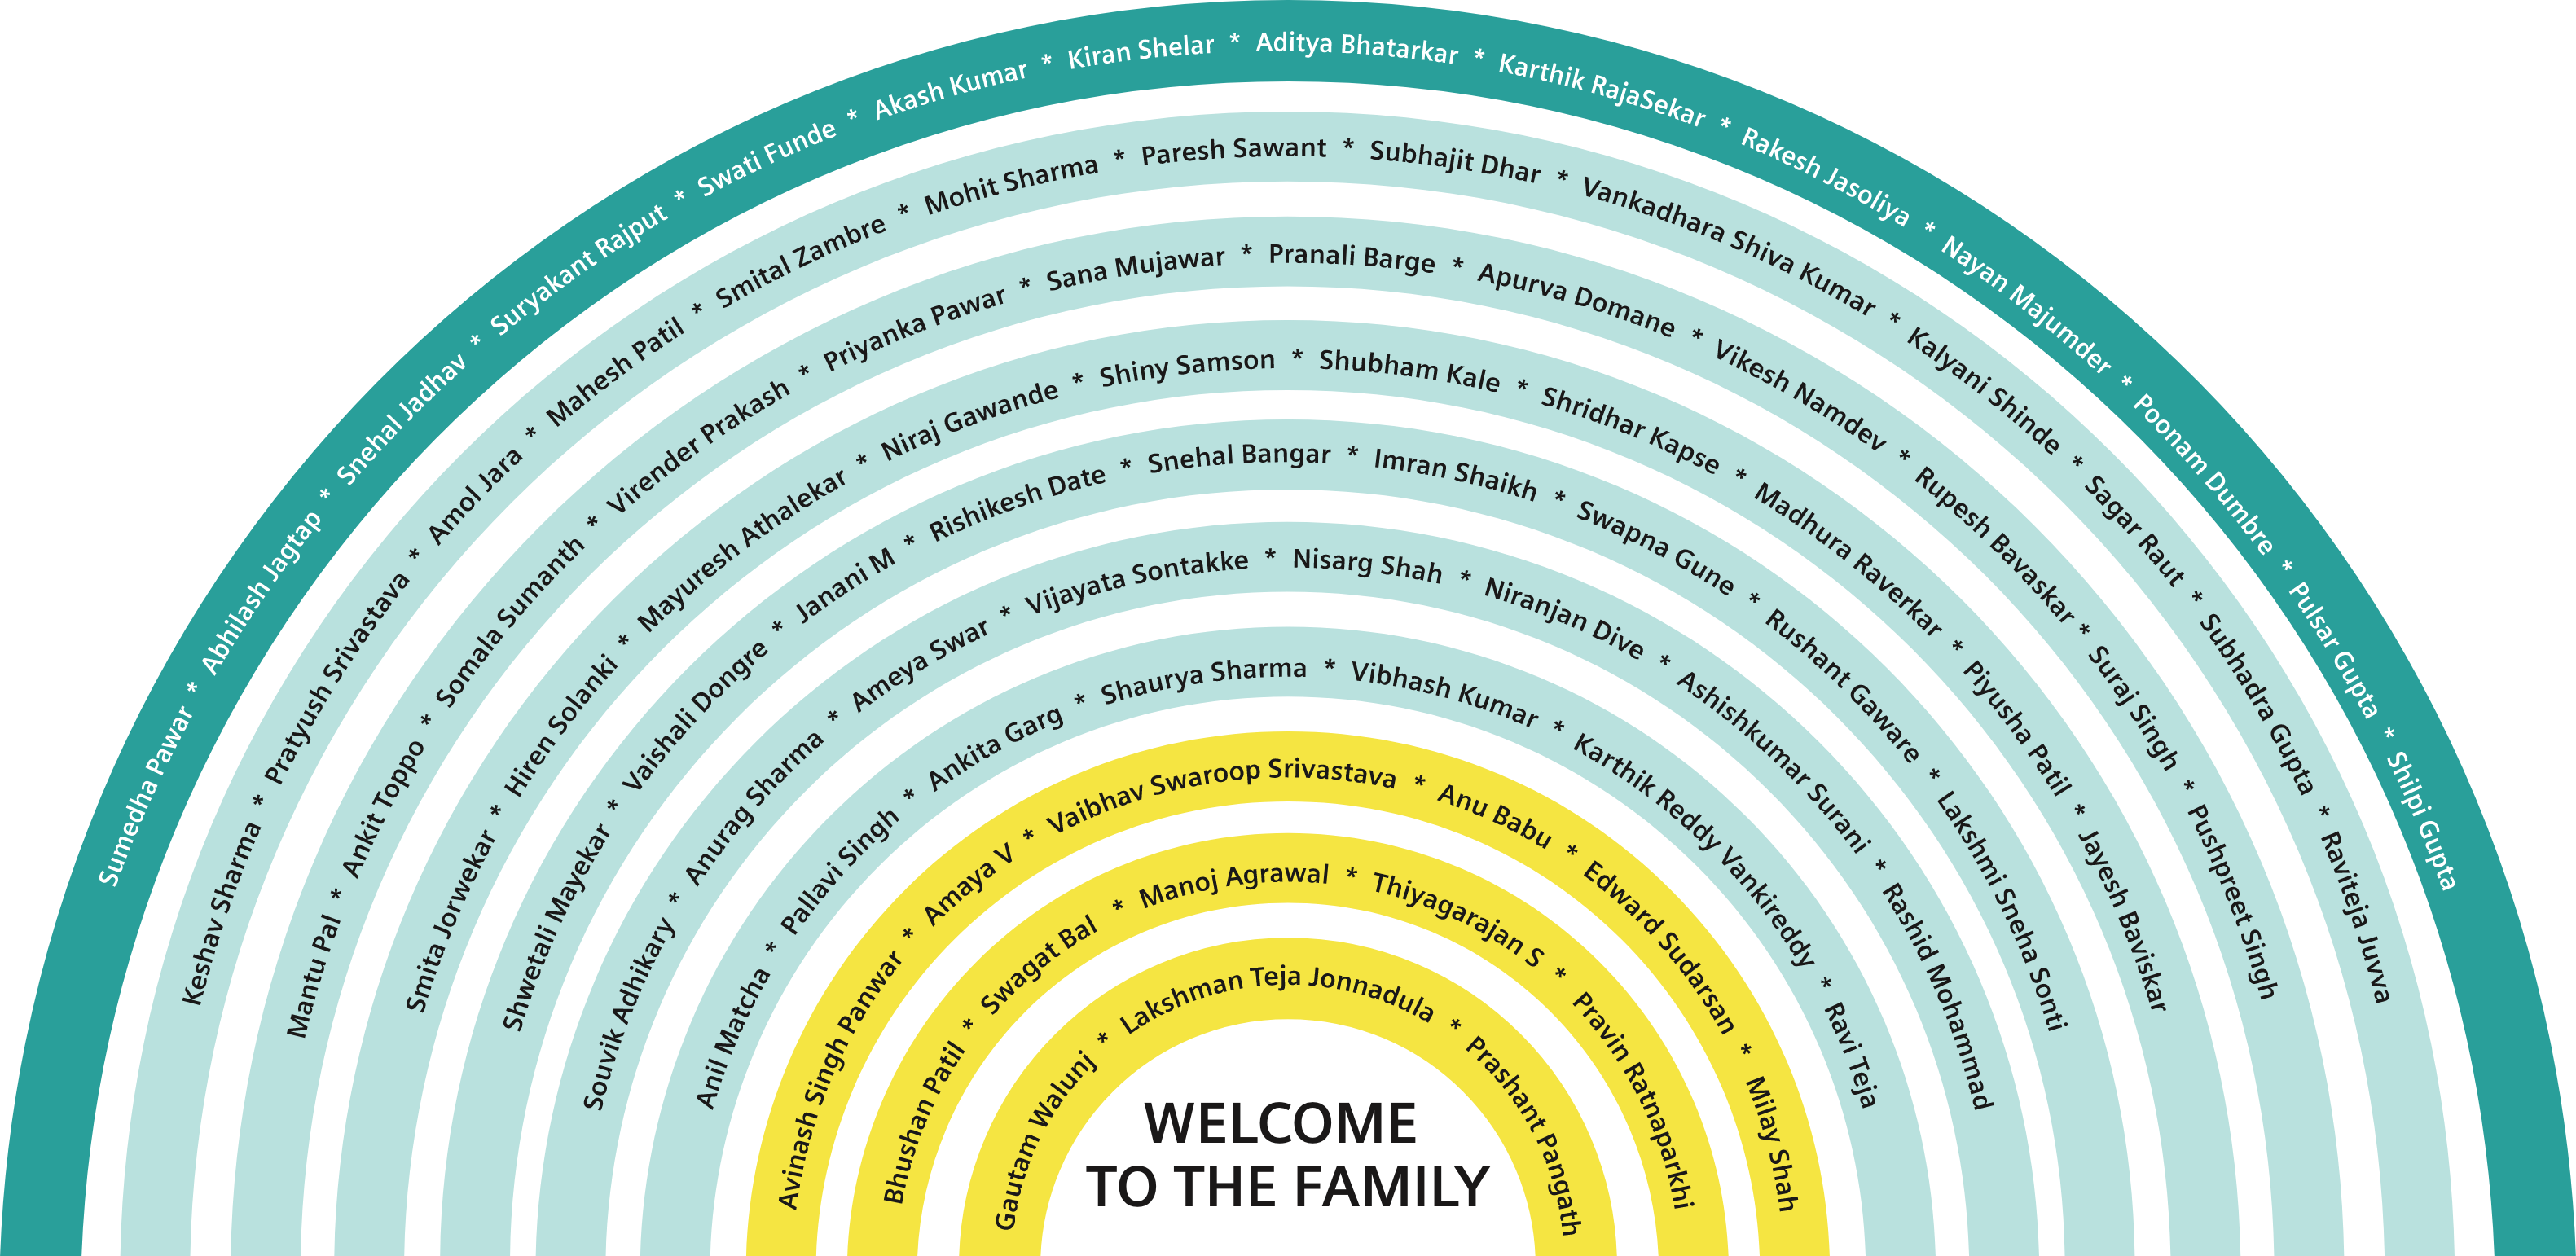 Sumedha Pawar * Abhilash Jagtap * Snehal Jadhav * Suryakant Rajput * Swati Funde * Akash Kumar * Kiran Shelar * Aditya Bhatarkar * Karthik RajaSekar * Rakesh Jasoliya * Nayan Majumder * Poonam Dumbre * Pulsar Gupta * Shilpi Gupta
Keshav Sharma * Pratyush Srivastava * Amol Jara * Mahesh Patil * Smital Zambre * Mohit Sharma * Paresh Sawant * Subhajit Dhar * Vankadhara Shiva Kumar * Kalyani Shinde * Sagar Raut * Subhadra Gupta * Raviteja Juvva
Mantu Pal * Ankit Toppo * Somala Sumanth * Virender Prakash * Priyanka Pawar * Sana Mujawar * Pranali Barge * Apurva Domane * Vikesh Namdev * Rupesh Bavaskar * Suraj Singh * Pushpreet Singh
Smita Jorwekar * Hiren Solanki * Mayuresh Athalekar * Niraj Gawande * Shiny Samson * Shubham Kale * Shridhar Kapse * Madhura Raverkar * Piyusha Patil * Jayesh Baviskar
Shwetali Mayekar * Vaishali Dongre * Janani M * Rishikesh Date * Snehal Bangar * Imran Shaikh * Swapna Gune * Rushant Gaware * Lakshmi Sneha Sonti
Souvik Adhikary * Anurag Sharma * Ameya Swar * Vijayata Sontakke * Nisarg Shah * Niranjan Dive * Ashishkumar Surani * Rashid Mohammad
Anil Matcha * Pallavi Singh * Ankita Garg * Shaurya Sharma * Vibhash Kumar * Karthik Reddy Vankireddy * Ravi Teja
Avinash Singh Panwar * Amaya V * Vaibhav Swaroop Srivastava * Anu Babu * Edward Sudarsan * Milay Shah
Bhushan Patil * Swagat Bal * Manoj Agrawal * Thiyagarajan S * Pravin Ratnaparkhi
Gautam Walunj * Lakshman Teja Jonnadula * Prashant Pangath
WELCOME
TO THE FAMILY